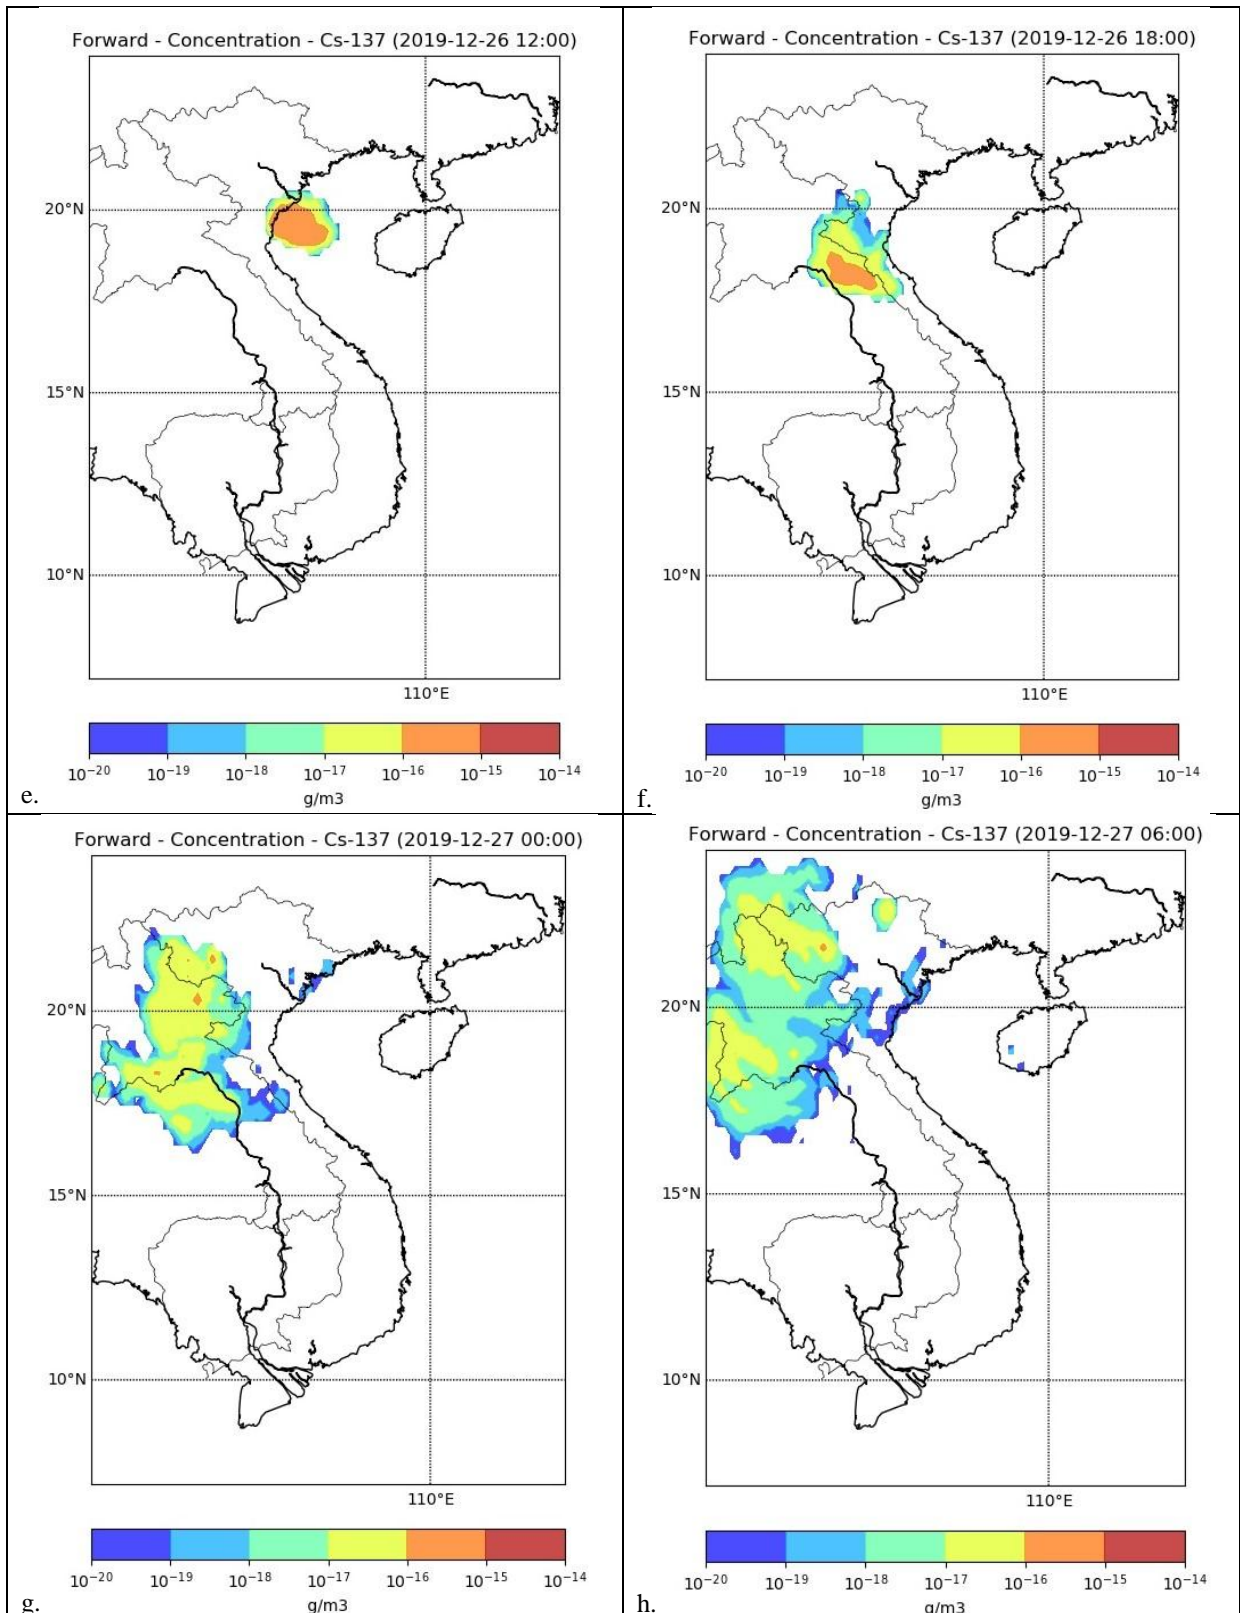 Forward - Concentration - Cs-137 (2019-12-26 12:00)
20°N
15°N
10°N
110°E
10⁻²⁰ 10⁻¹⁹ 10⁻¹⁸ 10⁻¹⁷ 10⁻¹⁶ 10⁻¹⁵ 10⁻¹⁴
g/m3
e.
Forward - Concentration - Cs-137 (2019-12-26 18:00)
20°N
15°N
10°N
110°E
10⁻²⁰ 10⁻¹⁹ 10⁻¹⁸ 10⁻¹⁷ 10⁻¹⁶ 10⁻¹⁵ 10⁻¹⁴
g/m3
f.
Forward - Concentration - Cs-137 (2019-12-27 00:00)
20°N
15°N
10°N
110°E
10⁻²⁰ 10⁻¹⁹ 10⁻¹⁸ 10⁻¹⁷ 10⁻¹⁶ 10⁻¹⁵ 10⁻¹⁴
g/m3
g.
Forward - Concentration - Cs-137 (2019-12-27 06:00)
20°N
15°N
10°N
110°E
10⁻²⁰ 10⁻¹⁹ 10⁻¹⁸ 10⁻¹⁷ 10⁻¹⁶ 10⁻¹⁵ 10⁻¹⁴
g/m3
h.